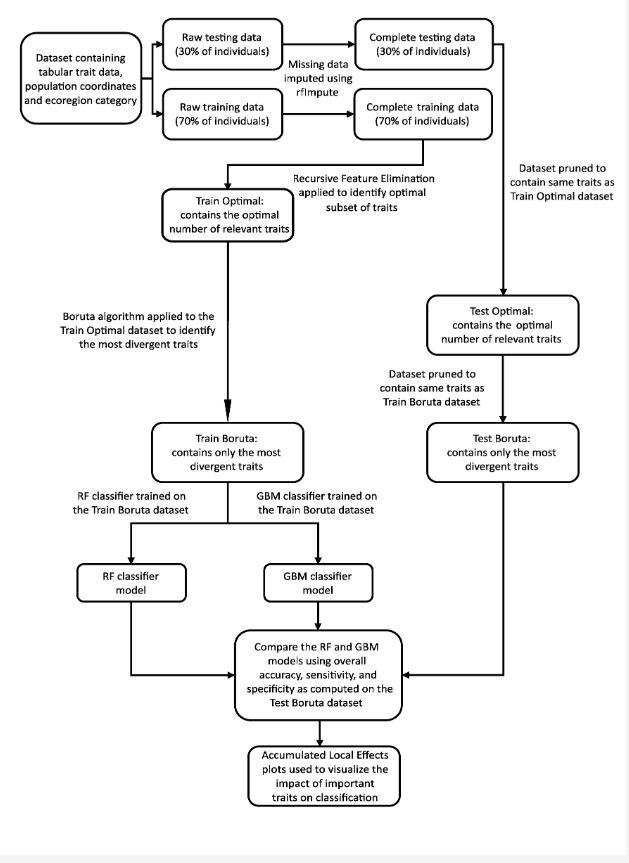 Dataset containing
tabular trait data,
population coordinates
and ecoregion category
Raw testing data
(30% of individuals)
Missing data
imputed using
rfImpute
Complete testing data
(30% of individuals)
Raw training data
(70% of individuals)
Complete training data
(70% of individuals)
Recursive Feature Elimination
applied to identify optimal
subset of traits
Dataset pruned to
contain same traits as
Train Optimal dataset
Train Optimal:
contains the optimal
number of relevant traits
Boruta algorithm applied to the
Train Optimal dataset to identify
the most divergent traits
Test Optimal:
contains the optimal
number of relevant traits
Dataset pruned to
contain same traits as
Train Boruta dataset
Train Boruta:
contains only the most
divergent traits
Test Boruta:
contains only the most
divergent traits
RF classifier trained on
the Train Boruta dataset
GBM classifier trained on
the Train Boruta dataset
RF classifier
model
GBM classifier
model
Compare the RF and GBM
models using overall
accuracy, sensitivity, and
specificity as computed on the
Test Boruta dataset
Accumulated Local Effects
plots used to visualize the
impact of important
traits on classification